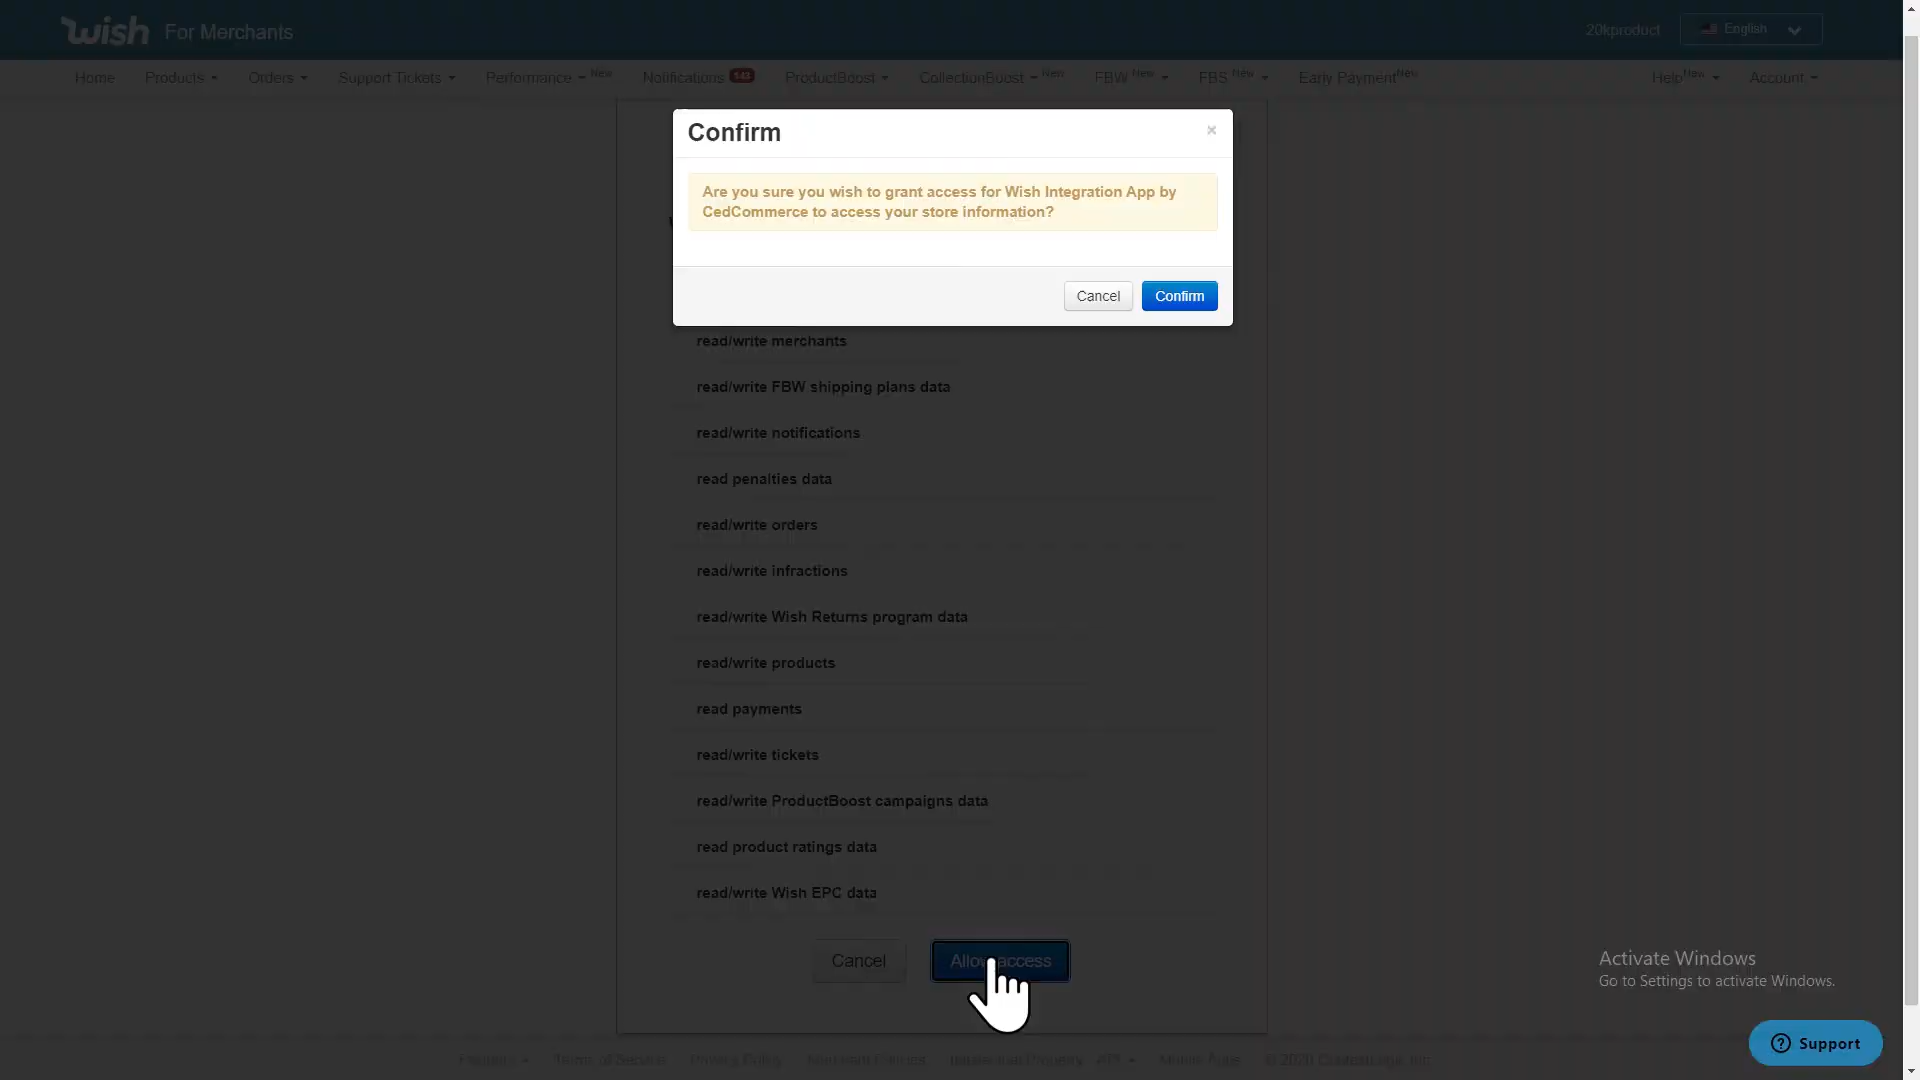 wish For Merchants
20kproduct
English
Home Products Orders Support Tickets Performance New Notifications 143 ProductBoost CollectionBoost New FBW New FBS New Early Payment New Help New Account
Confirm
×
Are you sure you wish to grant access for Wish Integration App by
CedCommerce to access your store information?
Cancel Confirm
read/write merchants
read/write FBW shipping plans data
read/write notifications
read penalties data
read/write orders
read/write infractions
read/write Wish Returns program data
read/write products
read payments
read/write tickets
read/write ProductBoost campaigns data
read product ratings data
read/write Wish EPC data
Cancel Allow access
Activate Windows
Go to Settings to activate Windows.
Terms of Service Privacy Policy Merchant Policies Intellectual Property API Mobile Apps © 2020 ContextLogic Inc.
Support